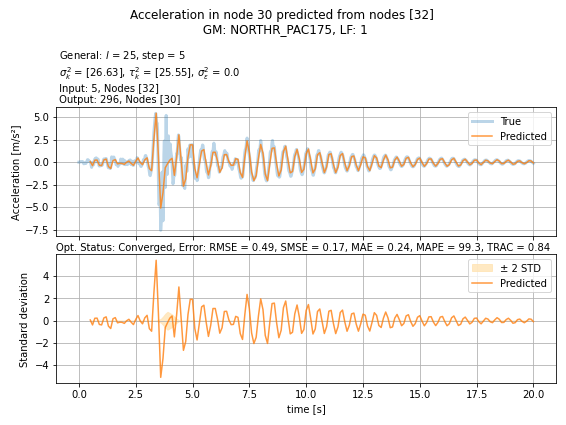 Acceleration in node 30 predicted from nodes [32]
GM: NORTHR_PAC175, LF: 1
General: l = 25, step = 5
σ²ₖ = [26.63], τ²ₖ = [25.55], σ²ε = 0.0
Input: 5, Nodes [32]
Output: 296, Nodes [30]
Acceleration [m/s²]
5.0
2.5
0.0
−2.5
−5.0
−7.5
True
Predicted
Opt. Status: Converged, Error: RMSE = 0.49, SMSE = 0.17, MAE = 0.24, MAPE = 99.3, TRAC = 0.84
Standard deviation
4
2
0
−2
−4
± 2 STD
Predicted
0.0 2.5 5.0 7.5 10.0 12.5 15.0 17.5 20.0
time [s]